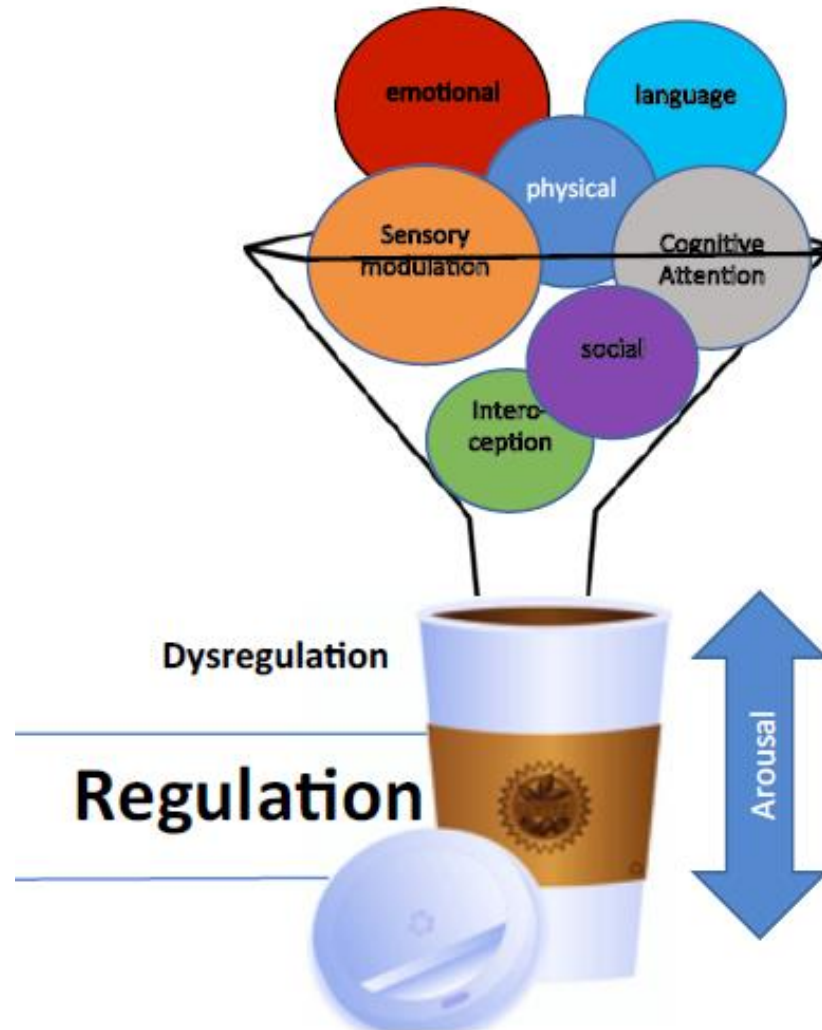 emotional
language
physical
Sensory
modulation
Cognitive
Attention
social
Intero-
ception
Dysregulation
Regulation
Arousal